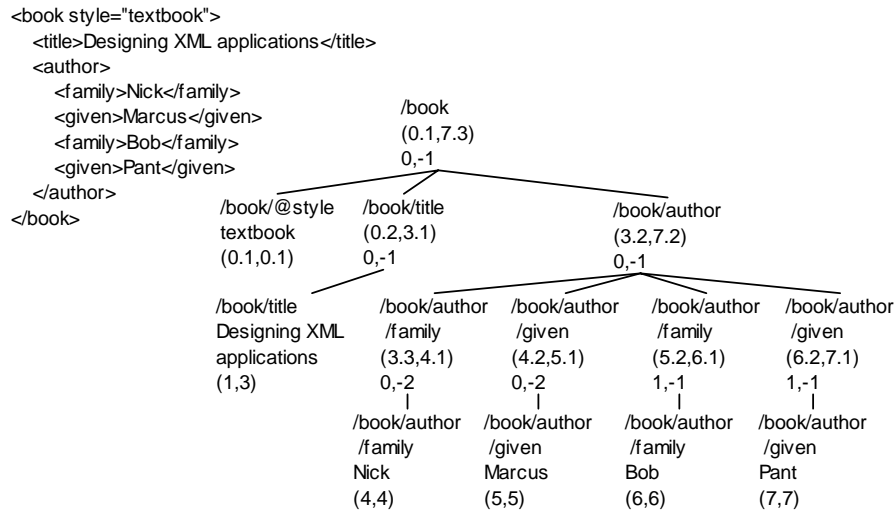 <book style="textbook">
<title>Designing XML applications</title>
<author>
<family>Nick</family>
<given>Marcus</given>
<family>Bob</family>
<given>Pant</given>
</author>
</book>
/book
(0.1,7.3)
0,-1
/book/@style
textbook
(0.1,0.1)
/book/title
(0.2,3.1)
0,-1
/book/author
(3.2,7.2)
0,-1
/book/title
Designing XML
applications
(1,3)
/book/author
/family
(3.3,4.1)
0,-2
/book/author
/given
(4.2,5.1)
0,-2
/book/author
/family
(5.2,6.1)
1,-1
/book/author
/given
(6.2,7.1)
1,-1
/book/author
/family
Nick
(4,4)
/book/author
/given
Marcus
(5,5)
/book/author
/family
Bob
(6,6)
/book/author
/given
Pant
(7,7)